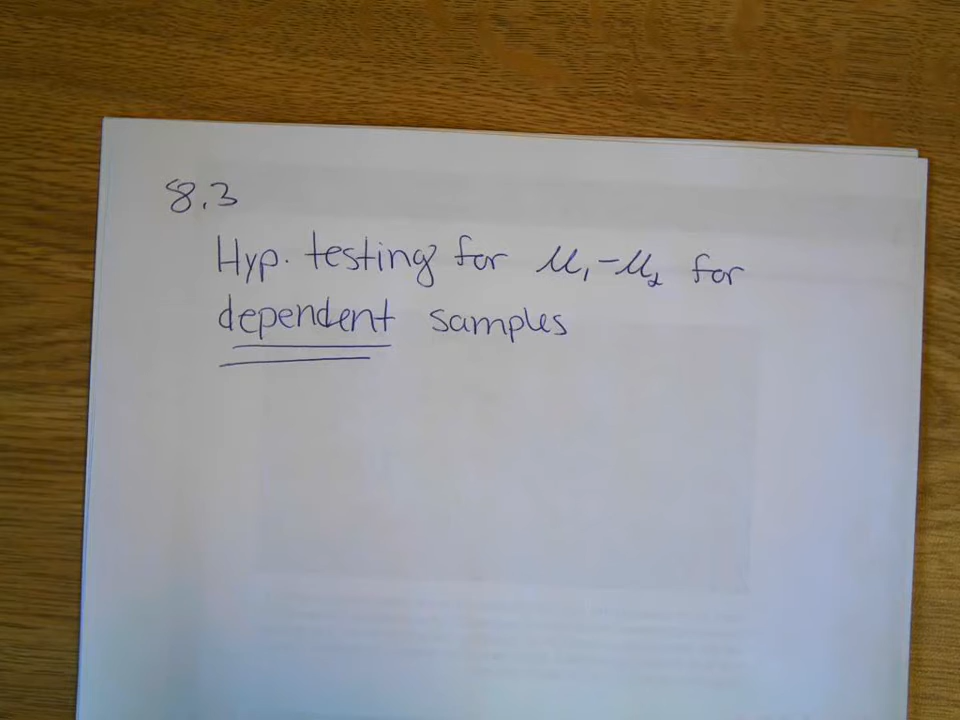 8.3
Hyp. testing for μ₁-μ₂ for
dependent samples